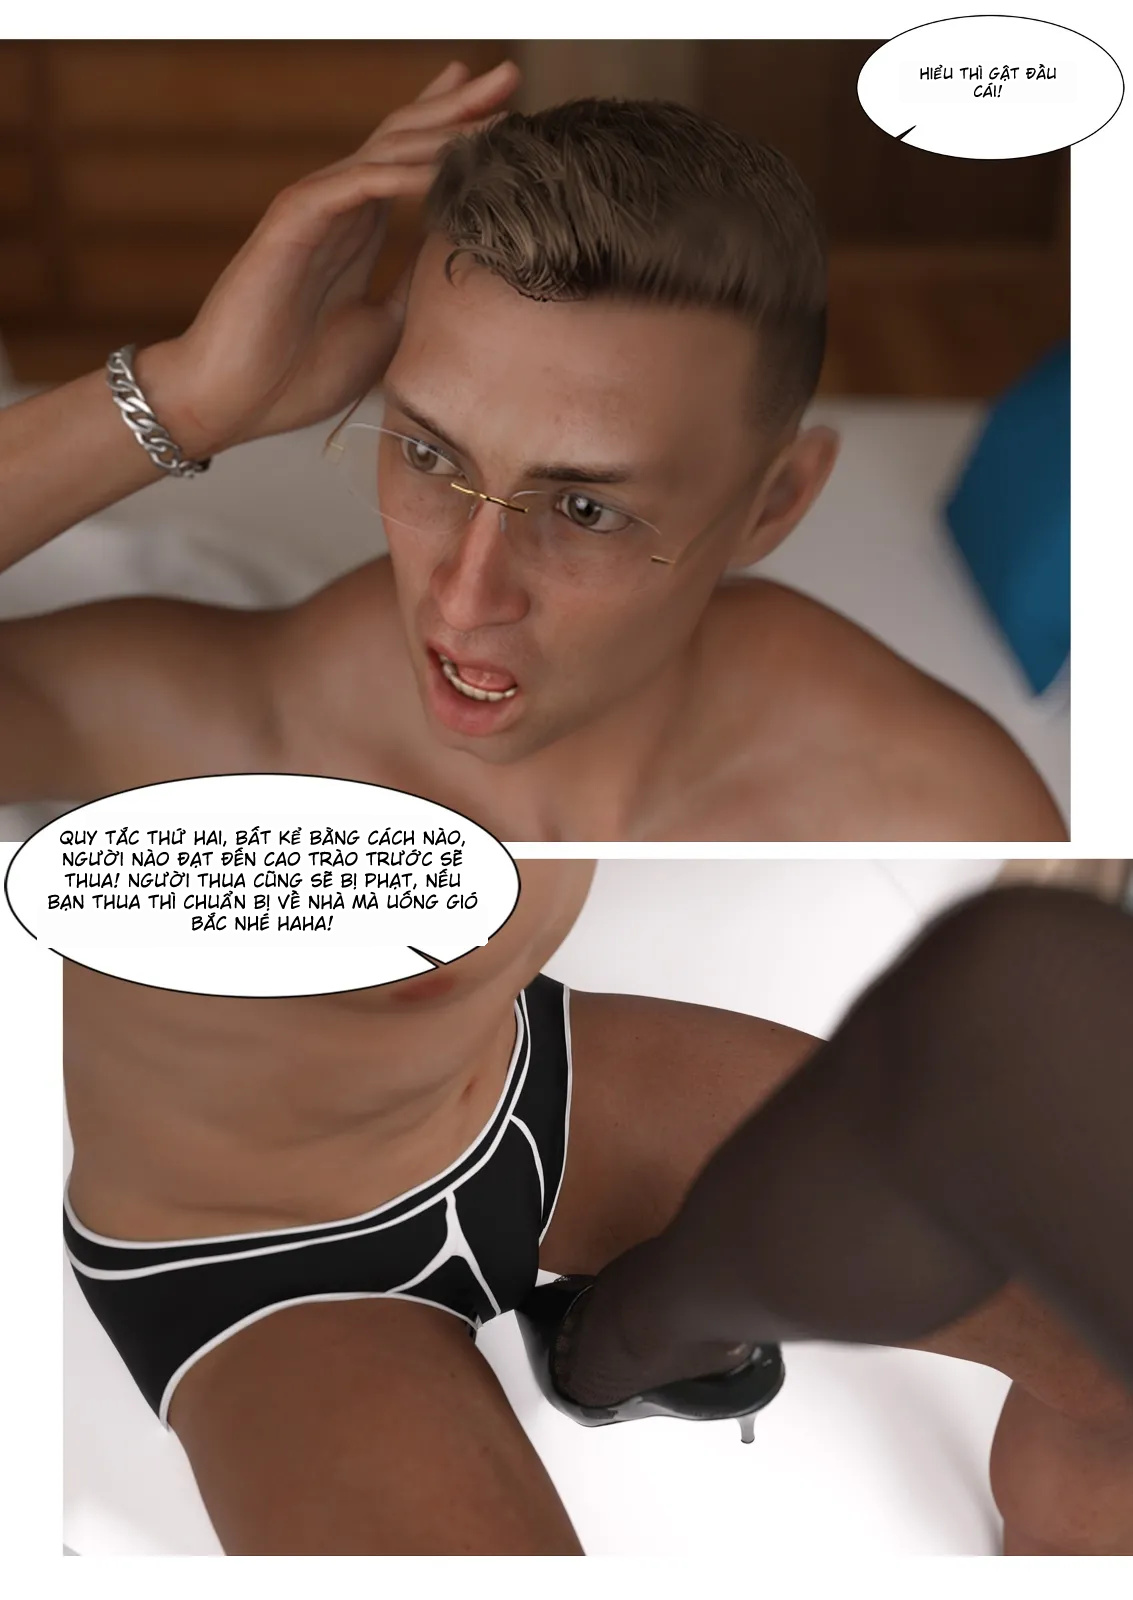 HIỂU THÌ GẬT ĐẦU
CÁI!
QUY TẮC THỨ HAI, BẤT KỂ BẰNG CÁCH NÀO,
NGƯỜI NÀO ĐẠT ĐẾN CAO TRÀO TRƯỚC SẼ
THUA! NGƯỜI THUA CŨNG SẼ BỊ PHẠT, NẾU
BẠN THUA THÌ CHUẨN BỊ VỀ NHÀ MÀ UỐNG GIÓ
BẮC NHÉ HAHA!